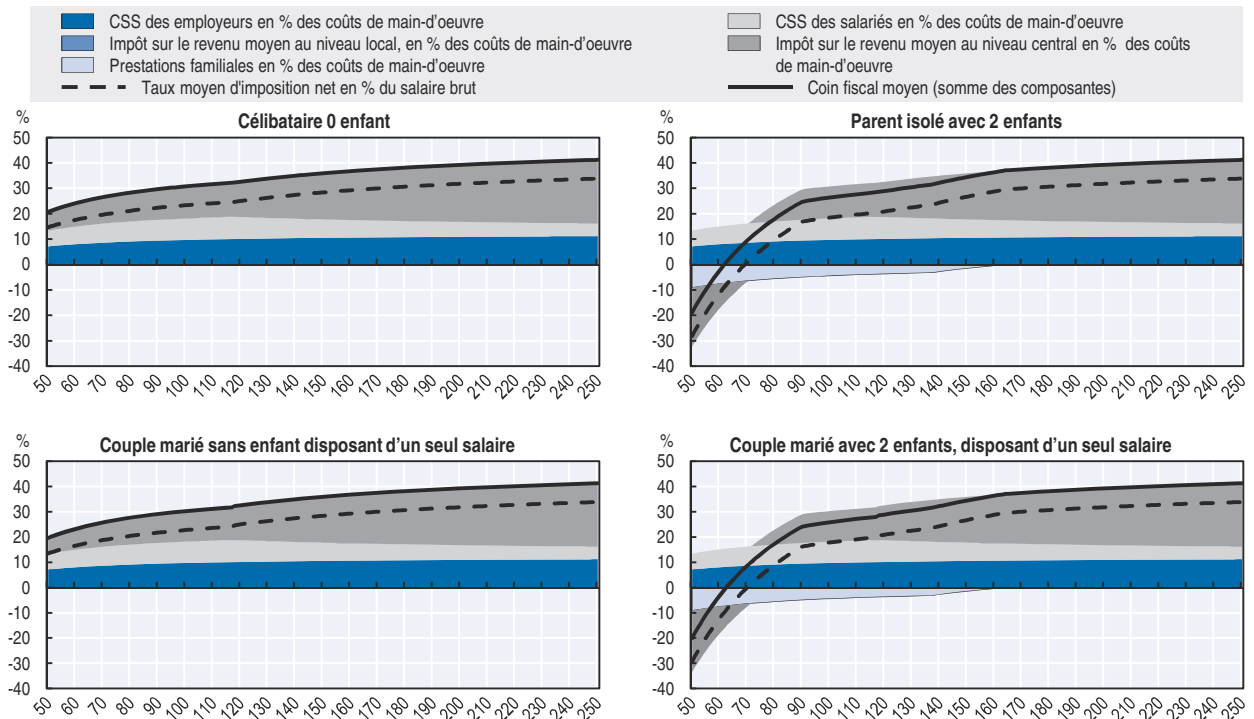 CSS des employeurs en % des coûts de main-d'oeuvre
CSS des salariés en % des coûts de main-d'oeuvre
Impôt sur le revenu moyen au niveau local, en % des coûts de main-d'oeuvre
Impôt sur le revenu moyen au niveau central en % des coûts
de main-d'oeuvre
Prestations familiales en % des coûts de main-d'oeuvre
Taux moyen d'imposition net en % du salaire brut
Coin fiscal moyen (somme des composantes)
%
Célibataire 0 enfant
50
40
30
20
10
0
-10
-20
-30
-40
50 60 70 80 90 100 110 120 130 140 150 160 170 180 190 200 210 220 230 240 250
%
Parent isolé avec 2 enfants
50
40
30
20
10
0
-10
-20
-30
-40
50 60 70 80 90 100 110 120 130 140 150 160 170 180 190 200 210 220 230 240 250
%
Couple marié sans enfant disposant d'un seul salaire
50
40
30
20
10
0
-10
-20
-30
-40
50 60 70 80 90 100 110 120 130 140 150 160 170 180 190 200 210 220 230 240 250
%
Couple marié avec 2 enfants, disposant d'un seul salaire
50
40
30
20
10
0
-10
-20
-30
-40
50 60 70 80 90 100 110 120 130 140 150 160 170 180 190 200 210 220 230 240 250